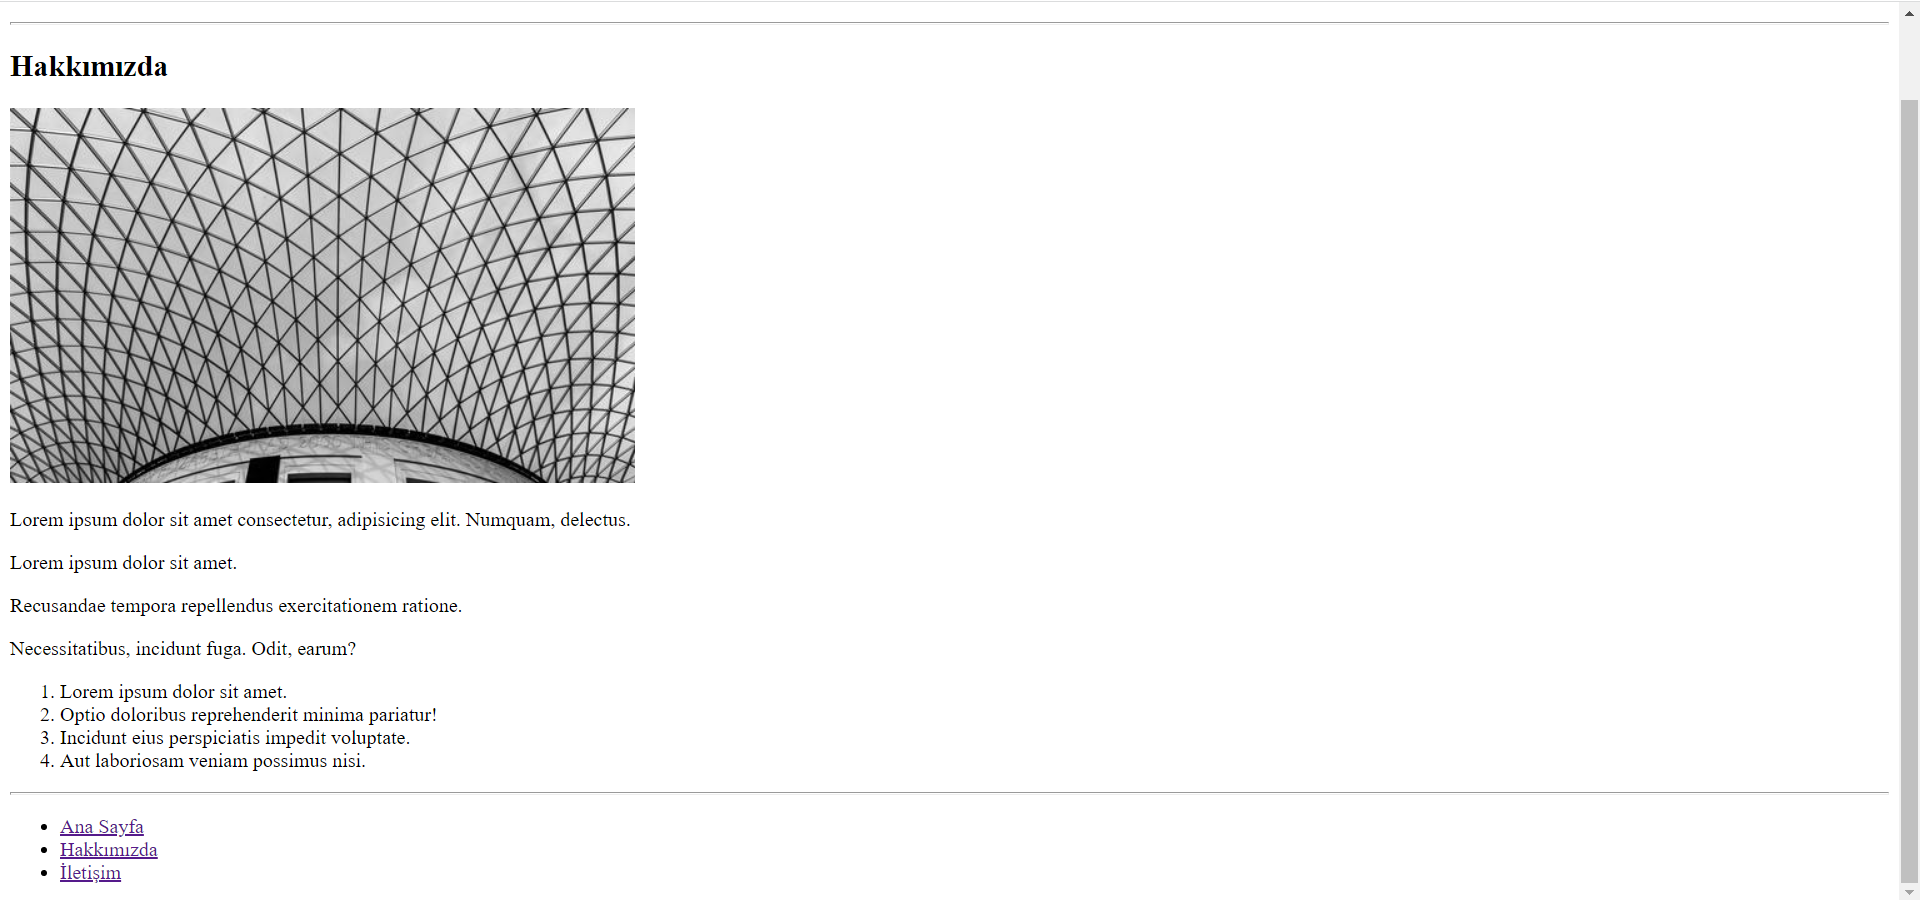 Hakkımızda
Lorem ipsum dolor sit amet consectetur, adipisicing elit. Numquam, delectus.
Lorem ipsum dolor sit amet.
Recusandae tempora repellendus exercitationem ratione.
Necessitatibus, incidunt fuga. Odit, earum?
1. Lorem ipsum dolor sit amet.
2. Optio doloribus reprehenderit minima pariatur!
3. Incidunt eius perspiciatis impedit voluptate.
4. Aut laboriosam veniam possimus nisi.
• Ana Sayfa
• Hakkımızda
• İletişim